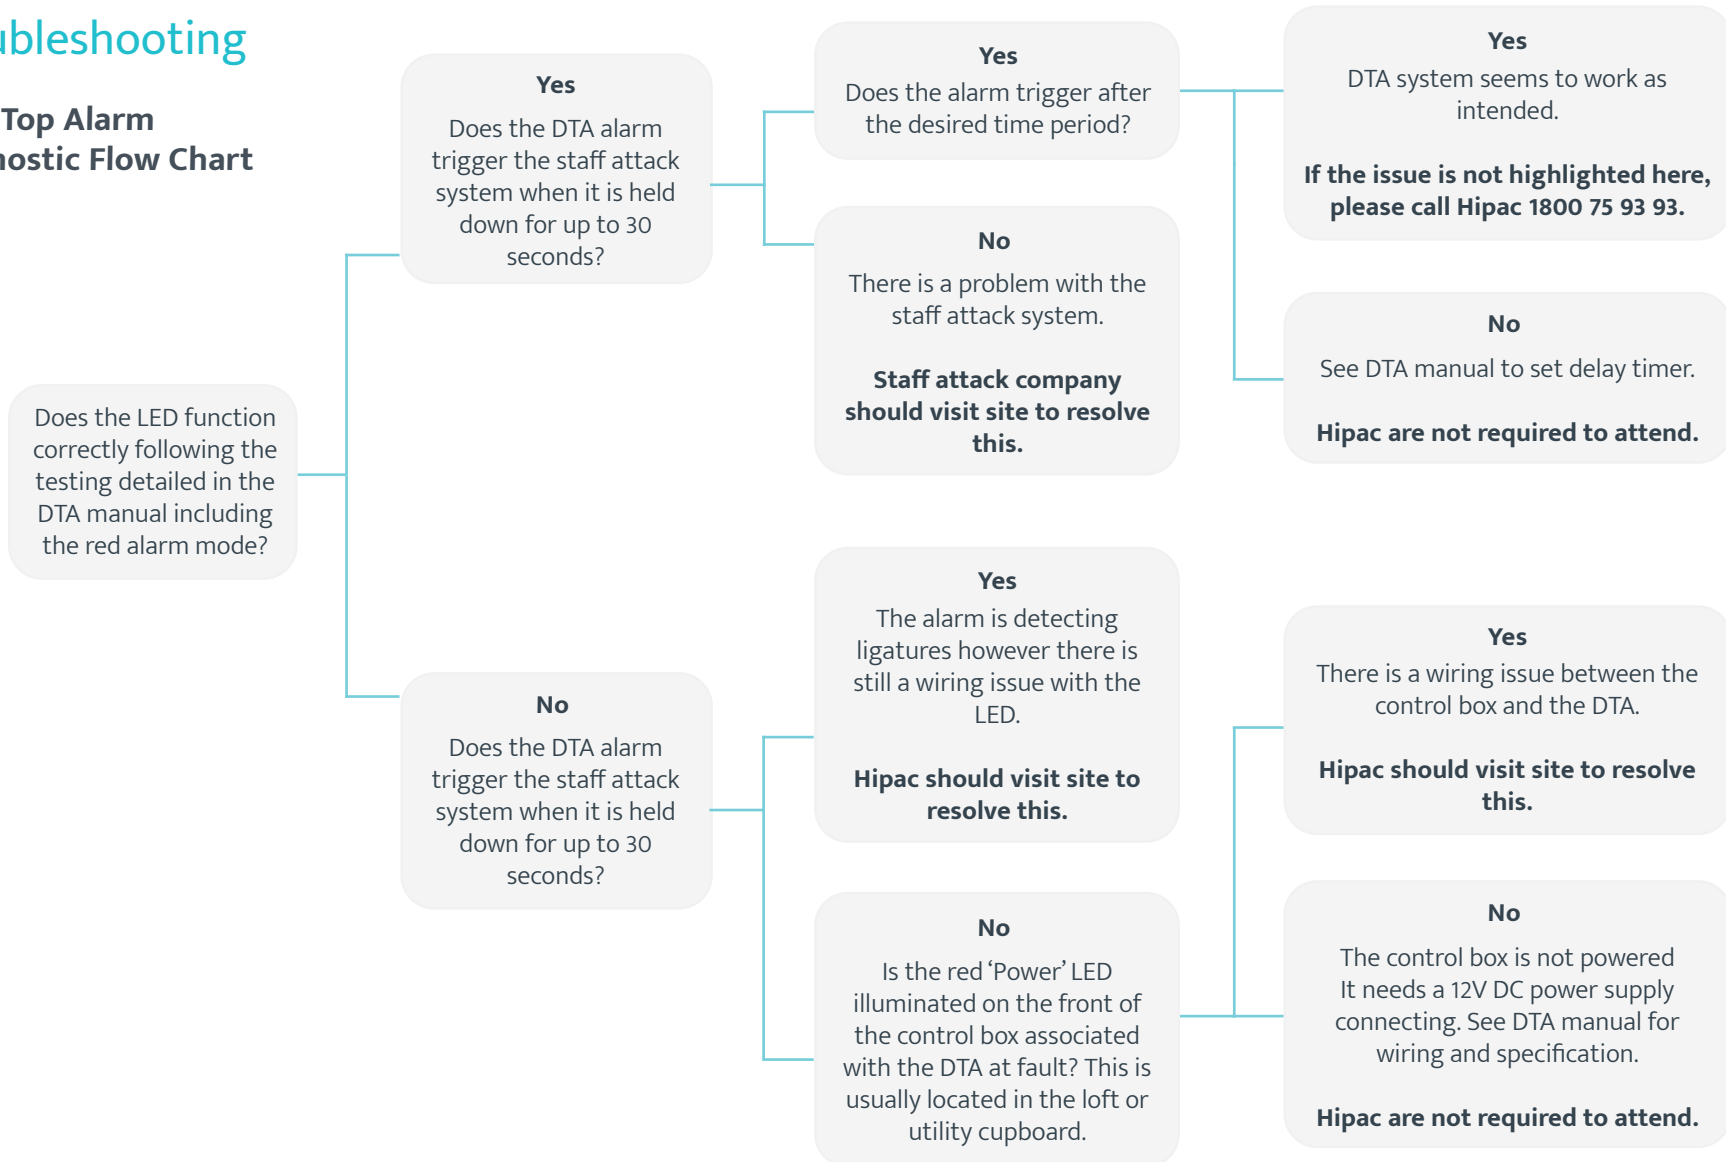 ubleshooting
Top Alarm
nostic Flow Chart
Does the LED function
correctly following the
testing detailed in the
DTA manual including
the red alarm mode?
Yes
Does the DTA alarm
trigger the staff attack
system when it is held
down for up to 30
seconds?
Yes
Does the alarm trigger after
the desired time period?
Yes
DTA system seems to work as
intended.
If the issue is not highlighted here,
please call Hipac 1800 75 93 93.
No
See DTA manual to set delay timer.
Hipac are not required to attend.
No
There is a problem with the
staff attack system.
Staff attack company
should visit site to resolve
this.
No
Does the DTA alarm
trigger the staff attack
system when it is held
down for up to 30
seconds?
Yes
The alarm is detecting
ligatures however there is
still a wiring issue with the
LED.
Hipac should visit site to
resolve this.
No
Is the red ‘Power’ LED
illuminated on the front of
the control box associated
with the DTA at fault? This is
usually located in the loft or
utility cupboard.
Yes
There is a wiring issue between the
control box and the DTA.
Hipac should visit site to resolve
this.
No
The control box is not powered
It needs a 12V DC power supply
connecting. See DTA manual for
wiring and specification.
Hipac are not required to attend.